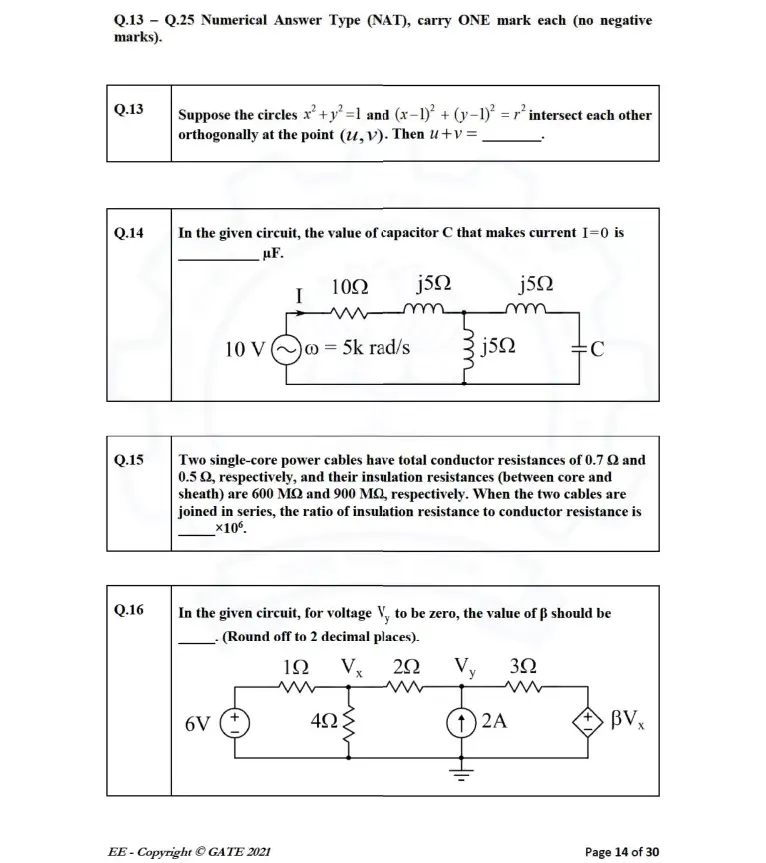 Q.13 – Q.25 Numerical Answer Type (NAT), carry ONE mark each (no negative
marks).
Q.13
Suppose the circles x²+y²=1 and (x−1)² + (y−1)² = r² intersect each other
orthogonally at the point (u,v). Then u+v = _______.
Q.14
In the given circuit, the value of capacitor C that makes current I=0 is
_________ µF.
I 10Ω j5Ω j5Ω
10 V ω = 5k rad/s j5Ω C
Q.15
Two single-core power cables have total conductor resistances of 0.7 Ω and
0.5 Ω, respectively, and their insulation resistances (between core and
sheath) are 600 MΩ and 900 MΩ, respectively. When the two cables are
joined in series, the ratio of insulation resistance to conductor resistance is
____×10⁶.
Q.16
In the given circuit, for voltage Vy to be zero, the value of β should be
____. (Round off to 2 decimal places).
1Ω Vx 2Ω Vy 3Ω
6V + − 4Ω 2A + − βVx
EE - Copyright © GATE 2021 Page 14 of 30